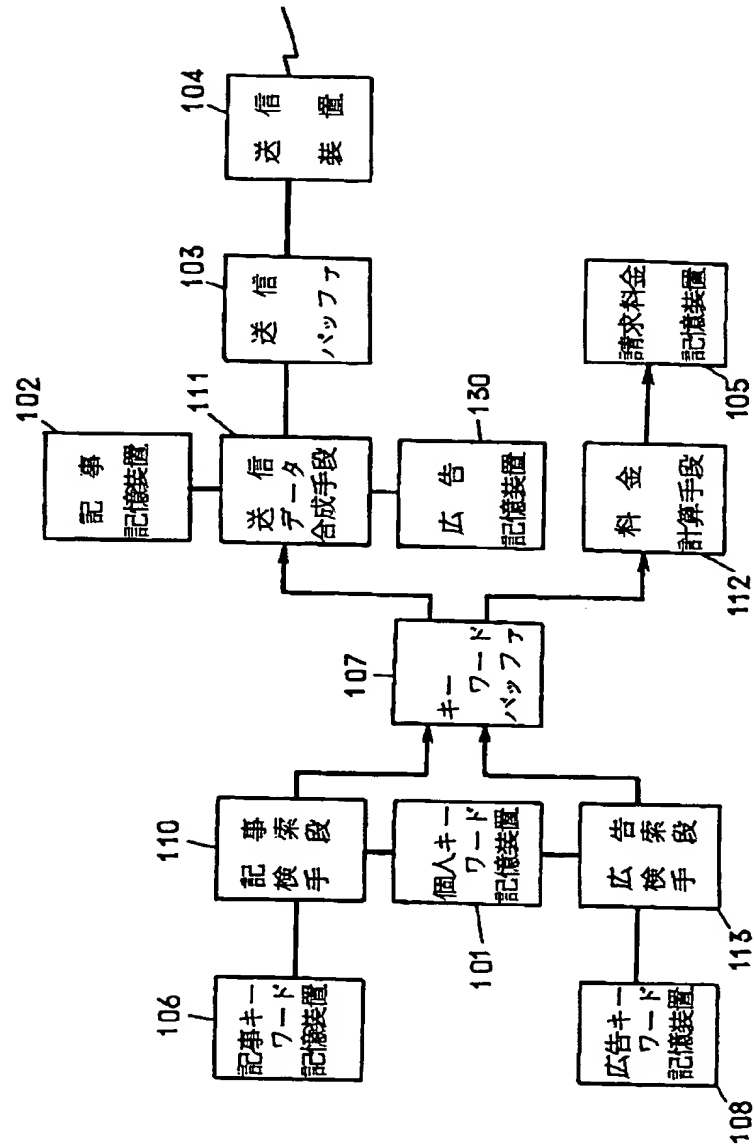 104
送信
装置
103
送信
バッファ
102
記事
記憶装置
111
送信
データ
合成手段
130
広告
記憶装置
請求料金
記憶装置
105
料金
計算手段
112
107
キー
ワード
バッファ
110
記事
検索
手段
個人キー
ワード
記憶装置
101
広告
検索
手段
113
106
記事キー
ワード
記憶装置
広告キー
ワード
記憶装置
108